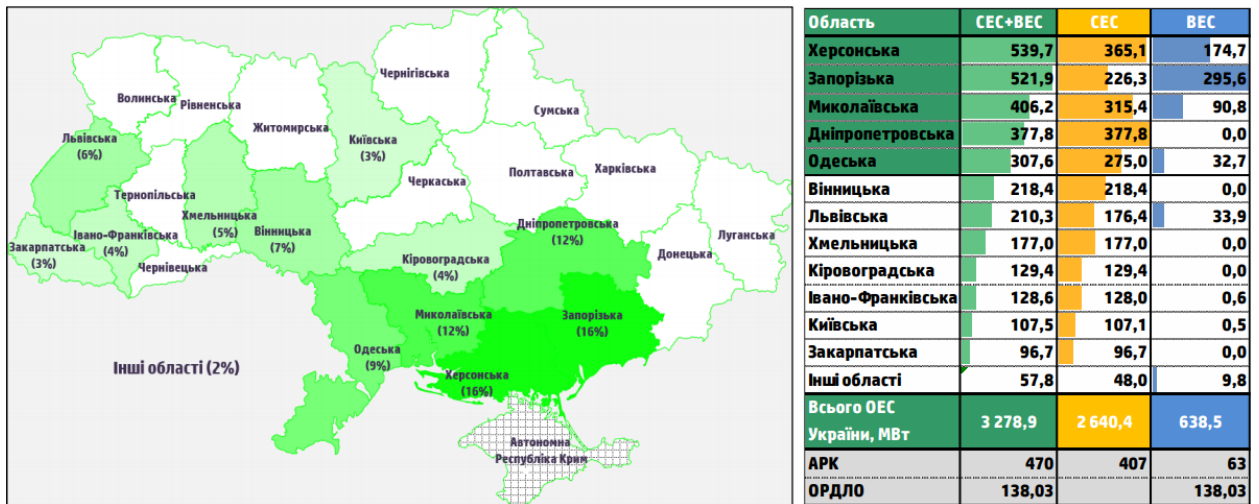 Чернігівська
Волинська
Рівненська
Сумська
Житомирська
Львівська
(6%)
Київська
(3%)
Харківська
Полтавська
Черкаська
Тернопільська
Хмельницька
(5%)
Вінницька
(7%)
Дніпропетровська
(12%)
Івано-Франківська
(4%)
Закарпатська
(3%)
Чернівецька
Кіровоградська
(4%)
Луганська
Донецька
Миколаївська
(12%)
Запорізька
(16%)
Одеська
(9%)
Інші області (2%)
Херсонська
(16%)
Автономна
Республіка Крим
Область СЕС+ВЕС СЕС ВЕС
Херсонська 539,7 365,1 174,7
Запорізька 521,9 226,3 295,6
Миколаївська 406,2 315,4 90,8
Дніпропетровська 377,8 377,8 0,0
Одеська 307,6 275,0 32,7
Вінницька 218,4 218,4 0,0
Львівська 210,3 176,4 33,9
Хмельницька 177,0 177,0 0,0
Кіровоградська 129,4 129,4 0,0
Івано-Франківська 128,6 128,0 0,6
Київська 107,5 107,1 0,5
Закарпатська 96,7 96,7 0,0
Інші області 57,8 48,0 9,8
Всього ОЕС
України, МВт 3 278,9 2 640,4 638,5
АРК 470 407 63
ОРДЛО 138,03 138,03